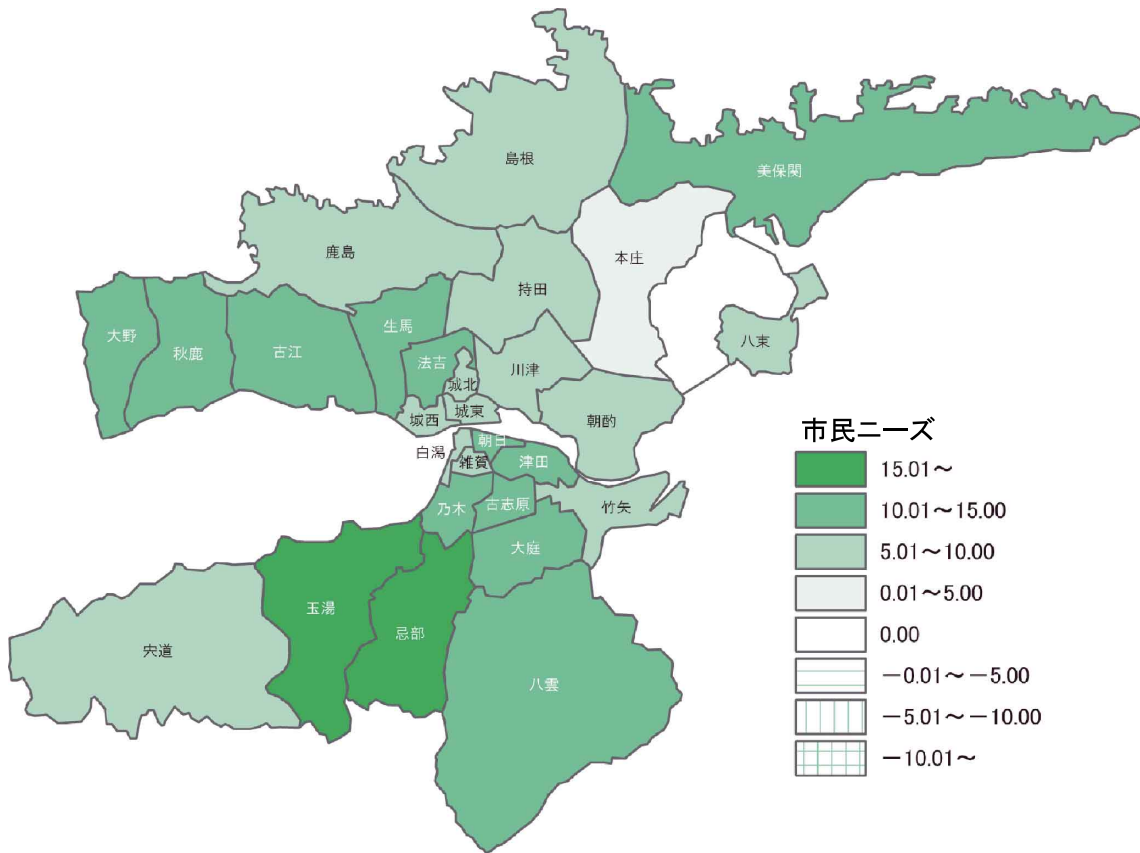 島根
美保関
鹿島
本庄
持田
大野
秋鹿
古江
生馬
法吉
城北
川津
八束
城西
城東
朝酌
白潟
朝日
雑賀
津田
乃木
古志原
竹矢
大庭
玉湯
忌部
宍道
八雲
市民ニーズ
15.01～
10.01～15.00
5.01～10.00
0.01～5.00
0.00
－0.01～－5.00
－5.01～－10.00
－10.01～